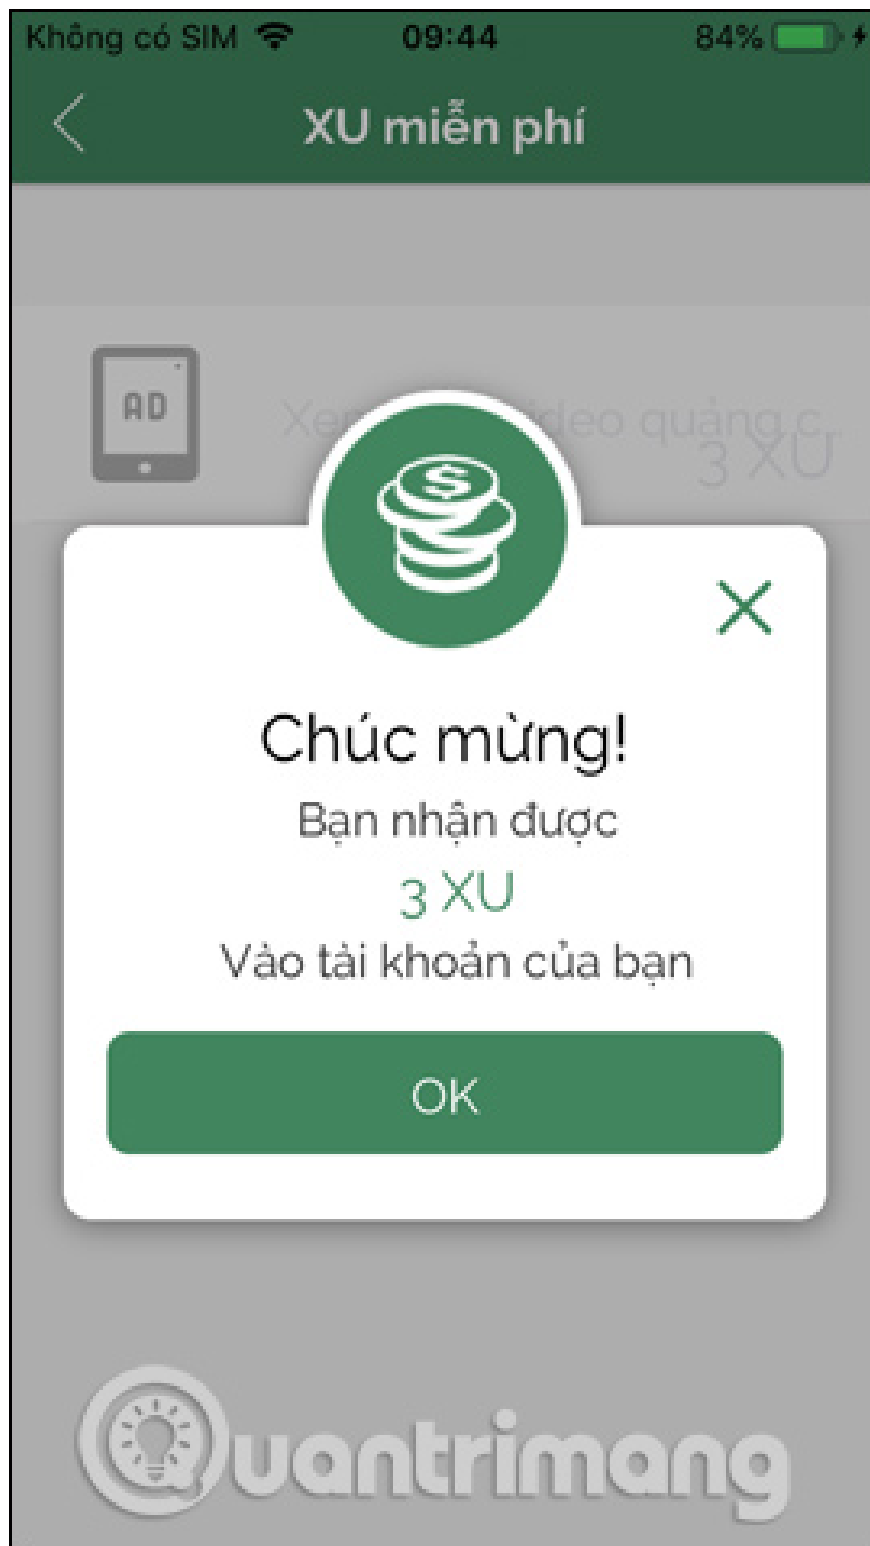 Không có SIM 09:44 84%
XU miễn phí
AD
quảng c...
3 XU
Chúc mừng!
Bạn nhận được
3 XU
Vào tài khoản của bạn
OK
Quantrimang